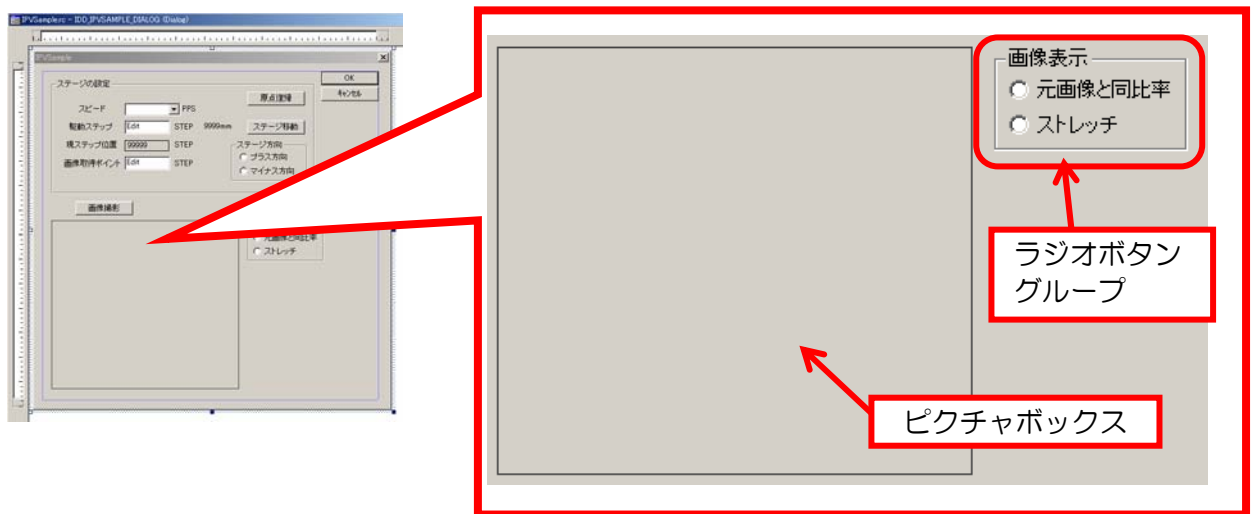 IPVSample.rc - IDD_IPVSAMPLE_DIALOG (Dialog)
IPVSample
ステージの設定
スピード
PPS
原点復帰
OK
キャンセル
駆動ステップ
Edit
STEP
9999mm
ステージ移動
現ステップ位置
99999
STEP
ステージ方向
プラス方向
マイナス方向
画像取得ポイント
Edit
STEP
画像撮影
元画像と同比率
ストレッチ
画像表示
元画像と同比率
ストレッチ
ラジオボタン
グループ
ピクチャボックス